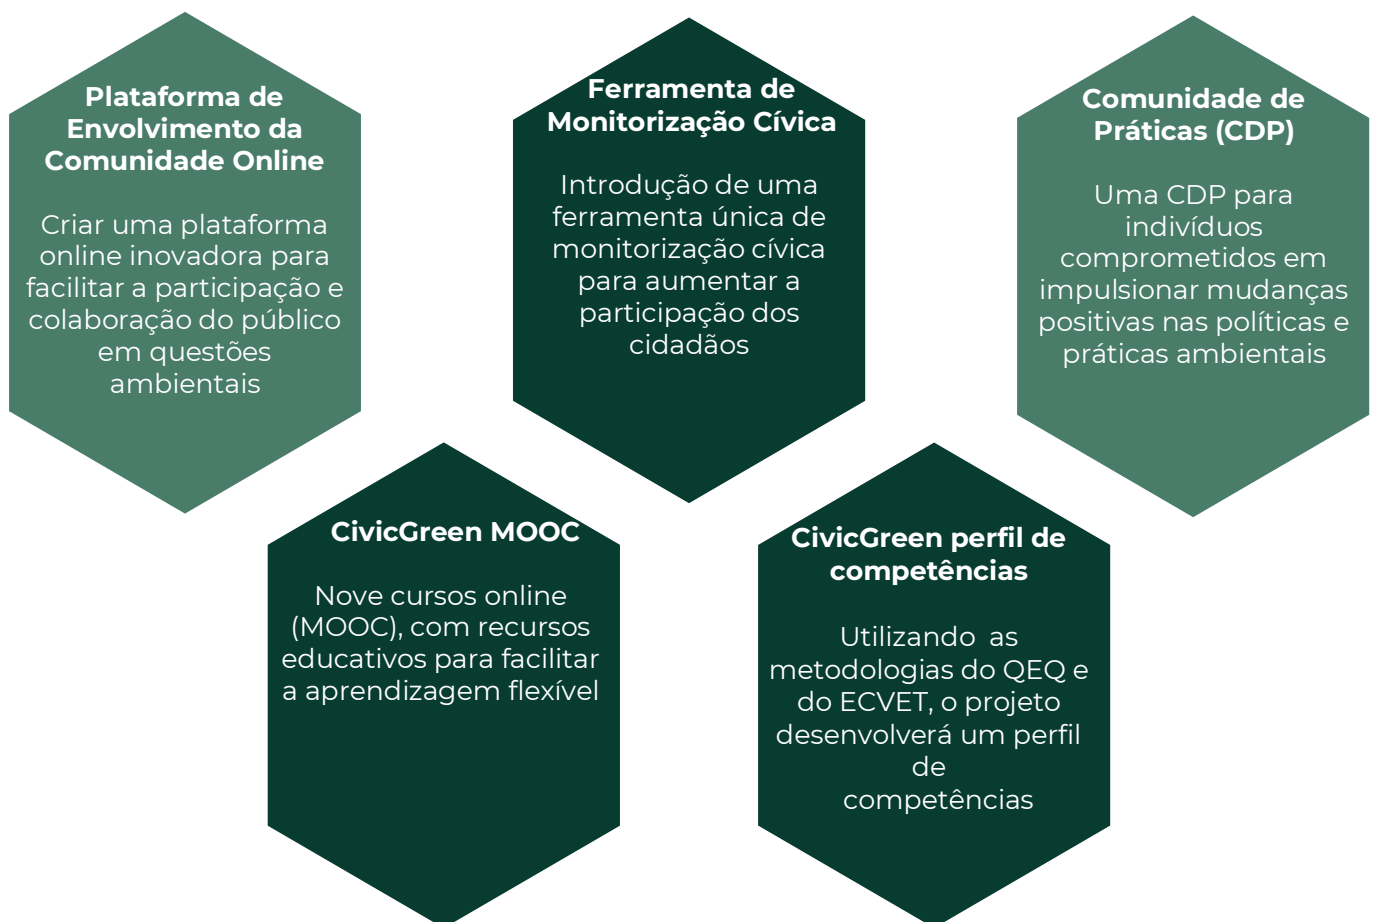 Plataforma de
Envolvimento da
Comunidade Online
Criar uma plataforma
online inovadora para
facilitar a participação e
colaboração do público
em questões
ambientais
Ferramenta de
Monitorização Cívica
Introdução de uma
ferramenta única de
monitorização cívica
para aumentar a
participação dos
cidadãos
Comunidade de
Práticas (CDP)
Uma CDP para
indivíduos
comprometidos em
impulsionar mudanças
positivas nas políticas e
práticas ambientais
CivicGreen MOOC
Nove cursos online
(MOOC), com recursos
educativos para facilitar
a aprendizagem flexível
CivicGreen perfil de
competências
Utilizando as
metodologias do QEQ e
do ECVET, o projeto
desenvolverá um perfil
de
competências